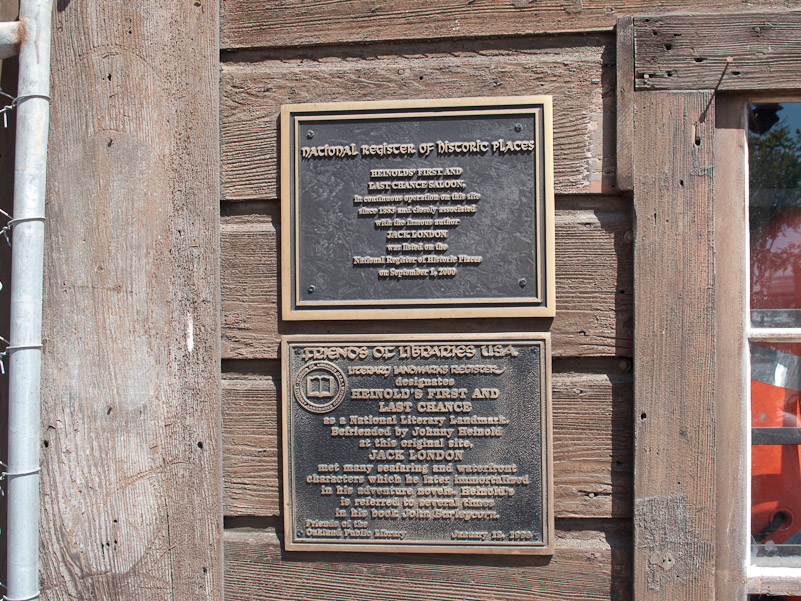 National Register of Historic Places
HEINOLDS' FIRST AND
LAST CHANCE SALOON,
in continuous operation on this site
since 1883 and closely associated
with the famous author
JACK LONDON
was listed on the
National Register of Historic Places
on September 1, 2000
FRIENDS OF LIBRARIES USA
LITERARY LANDMARKS REGISTER
designates
HEINOLD'S FIRST AND
LAST CHANCE
as a National Literary Landmark.
Befriended by Johnny Heinold
at this original site,
JACK LONDON
met many seafaring and waterfront
characters which he later immortalized
in his adventure novels. Heinold's
is referred to several times
in his book John Barleycorn.
Friends of the
Oakland Public Library January 12, 1998